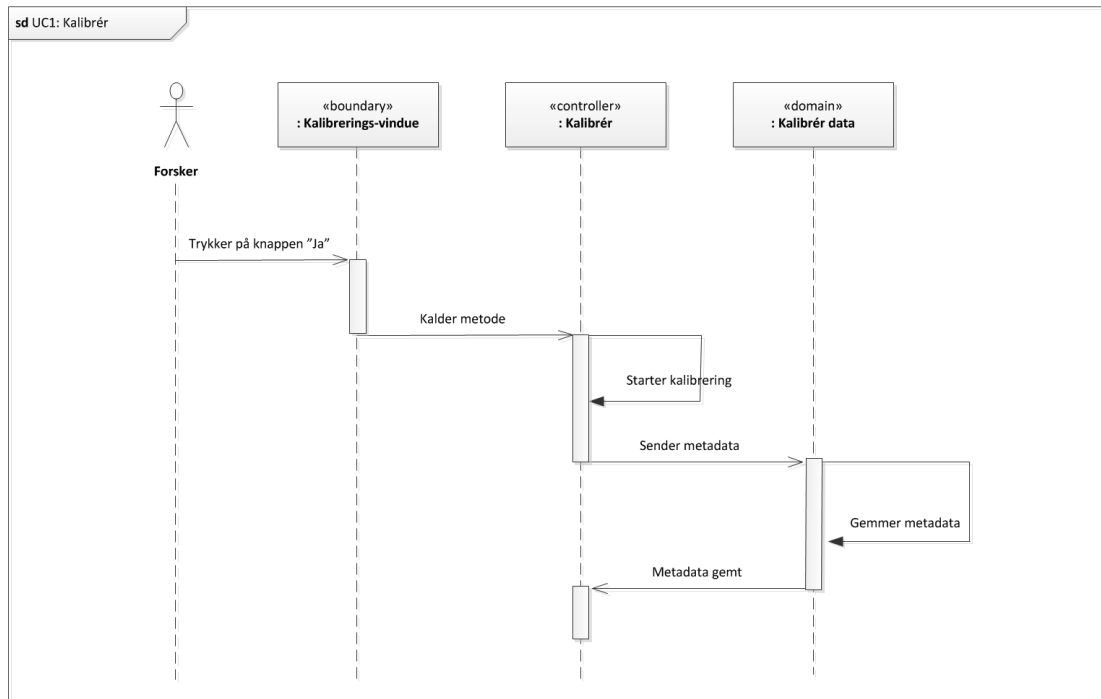 sd UC1: Kalibrér
«boundary»
: Kalibrerings-vindue
«controller»
: Kalibrér
«domain»
: Kalibrér data
Forsker
Trykker på knappen ”Ja”
Kalder metode
Starter kalibrering
Sender metadata
Gemmer metadata
Metadata gemt